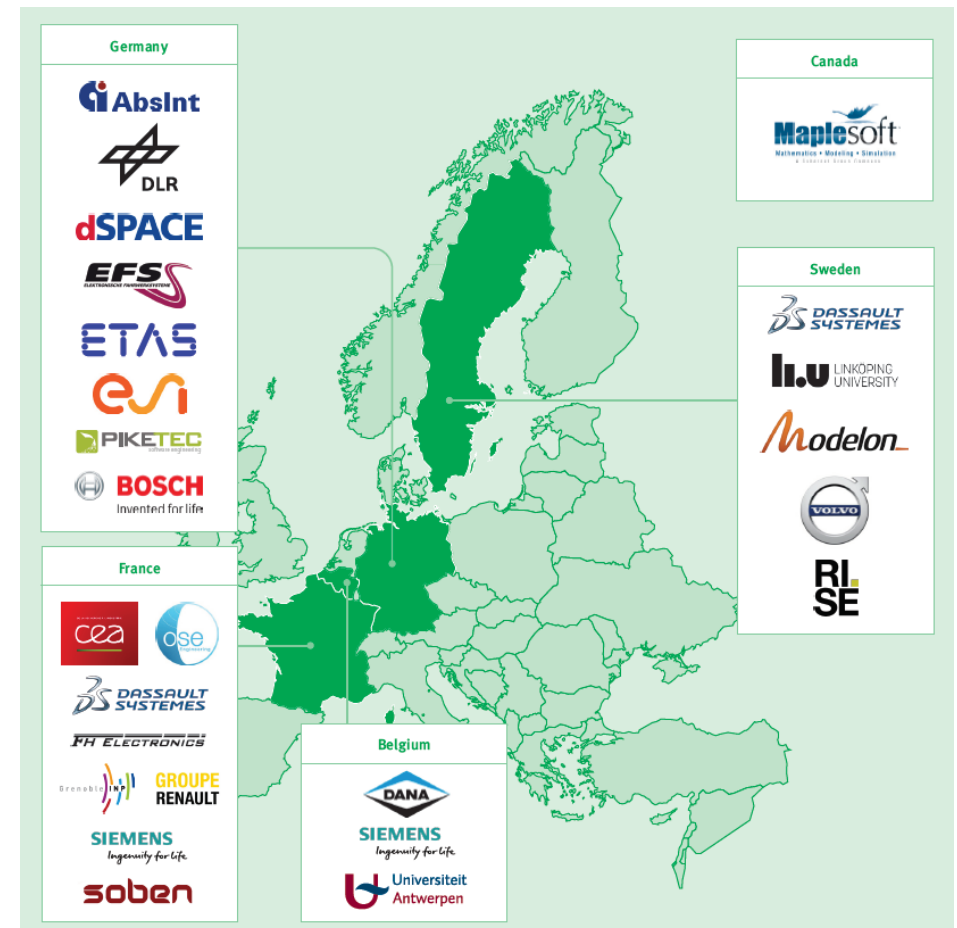 Germany
AbsInt
DLR
dSPACE
EFS
ELEKTRONISCHE FAHRWERKSYSTEME
ETAS
esi
PIKETEC
software engineering
BOSCH
Invented for life
France
cea
ose
engineering
DASSAULT
SYSTEMES
FH ELECTRONICS
Grenoble INP
GROUPE
RENAULT
SIEMENS
Ingenuity for life
soben
Belgium
DANA
SIEMENS
Ingenuity for life
Universiteit
Antwerpen
Canada
Maplesoft
Mathematics • Modeling • Simulation
Sweden
DASSAULT
SYSTEMES
li.u LINKÖPING
UNIVERSITY
Modelon
VOLVO
RI.
SE